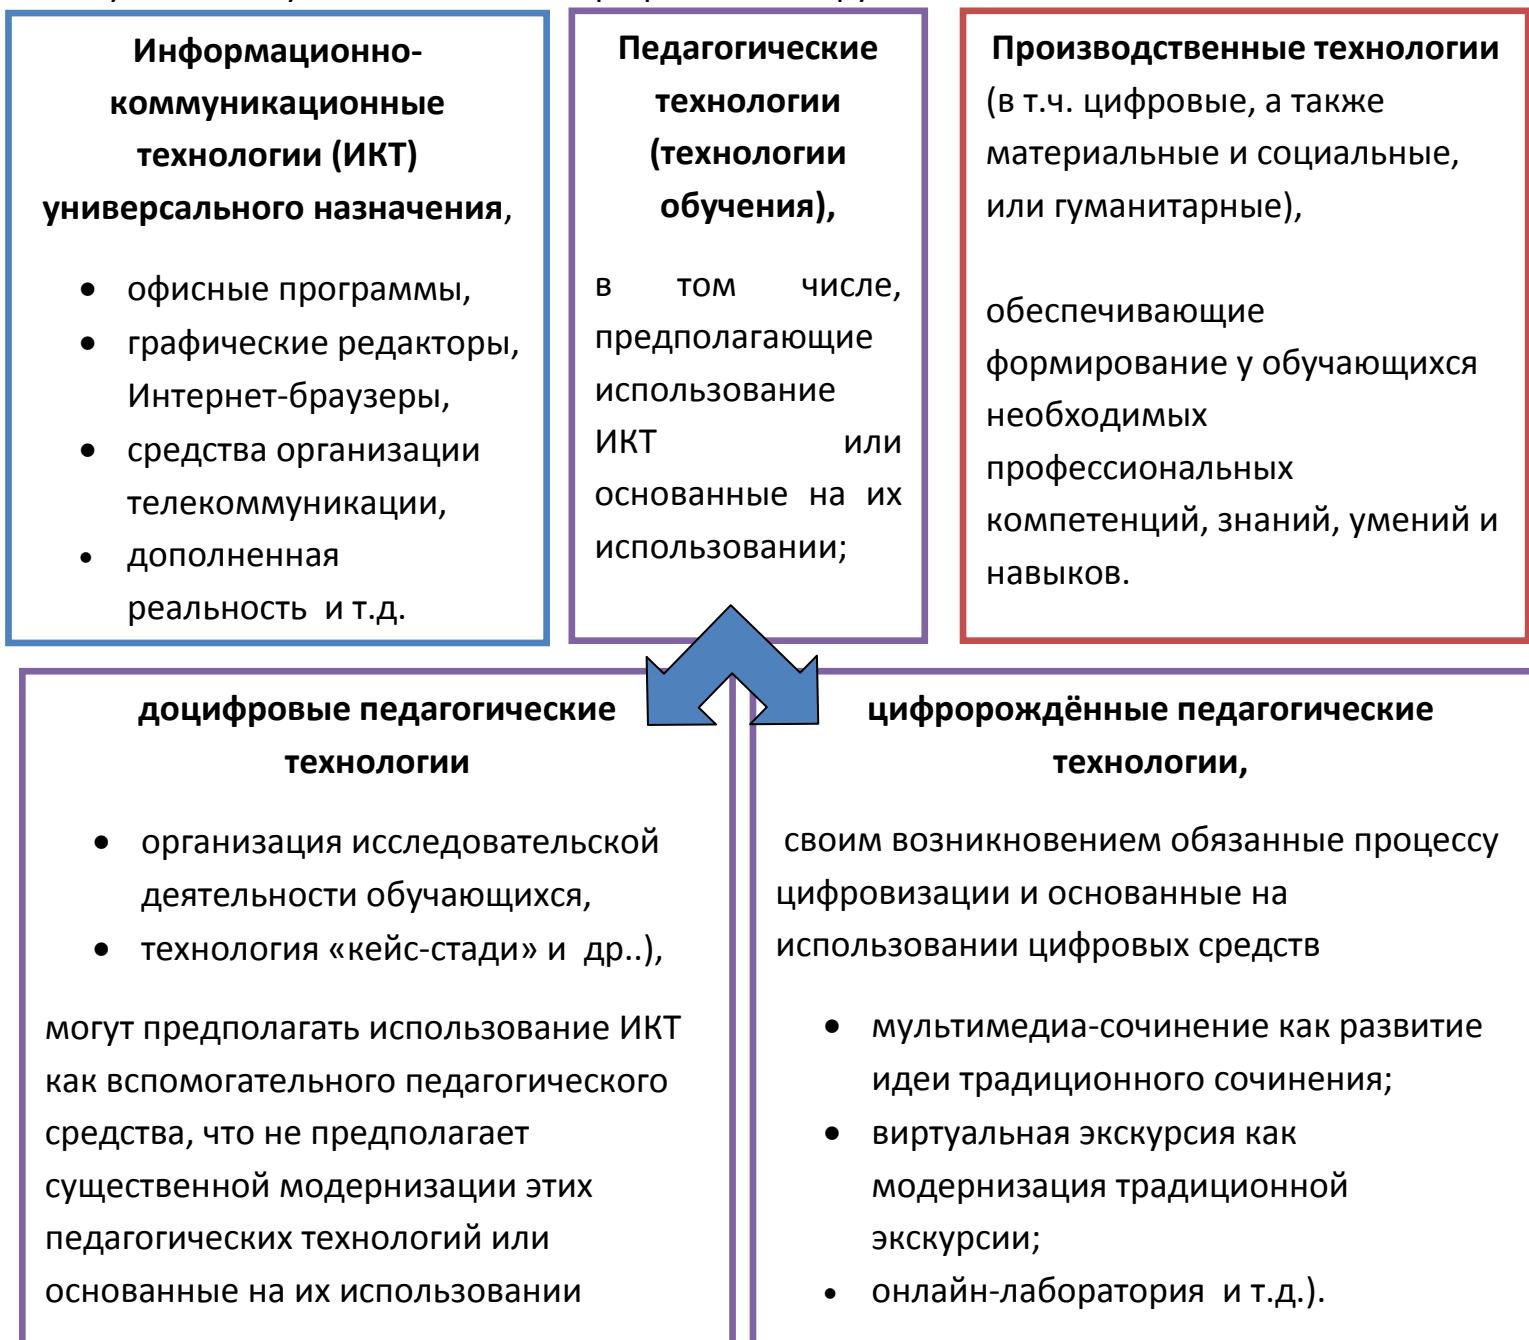 Информационно-
коммуникационные
технологии (ИКТ)
универсального назначения,
• офисные программы,
• графические редакторы,
Интернет-браузеры,
• средства организации
телекоммуникации,
• дополненная
реальность и т.д.
Педагогические
технологии
(технологии
обучения),
в том числе,
предполагающие
использование
ИКТ или
основанные на их
использовании;
Производственные технологии
(в т.ч. цифровые, а также
материальные и социальные,
или гуманитарные),
обеспечивающие
формирование у обучающихся
необходимых
профессиональных
компетенций, знаний, умений и
навыков.
доцифровые педагогические
технологии
• организация исследовательской
деятельности обучающихся,
• технология «кейс-стади» и др..),
могут предполагать использование ИКТ
как вспомогательного педагогического
средства, что не предполагает
существенной модернизации этих
педагогических технологий или
основанные на их использовании
цифророждённые педагогические
технологии,
своим возникновением обязанные процессу
цифровизации и основанные на
использовании цифровых средств
• мультимедиа-сочинение как развитие
идеи традиционного сочинения;
• виртуальная экскурсия как
модернизация традиционной
экскурсии;
• онлайн-лаборатория и т.д.).